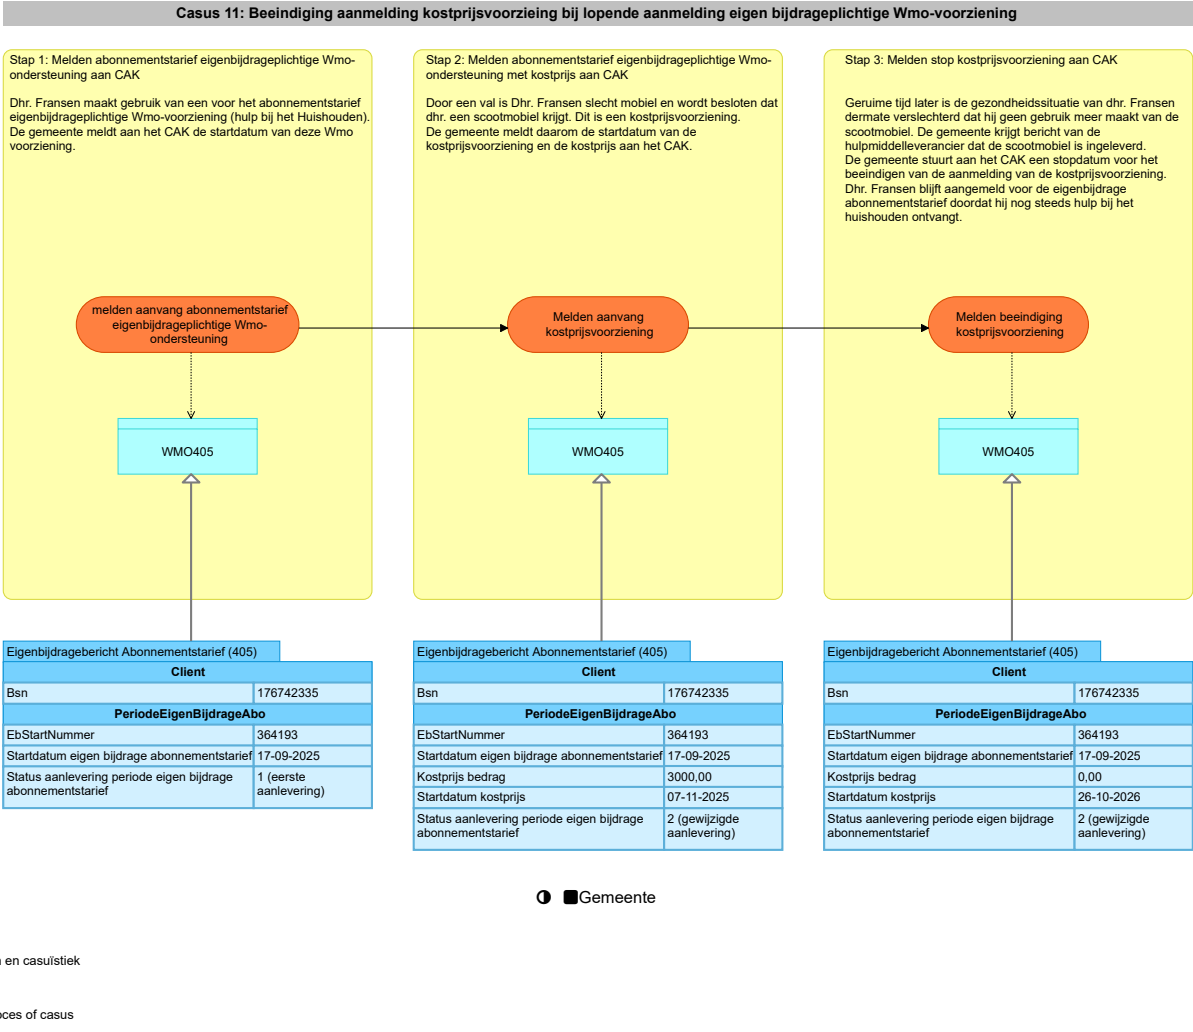 Casus 11: Beeindiging aanmelding kostprijsvoorzieing bij lopende aanmelding eigen bijdrageplichtige Wmo-voorziening
Stap 1: Melden abonnementstarief eigenbijdrageplichtige Wmo-
ondersteuning aan CAK
Dhr. Fransen maakt gebruik van een voor het abonnementstarief
eigenbijdrageplichtige Wmo-voorziening (hulp bij het Huishouden).
De gemeente meldt aan het CAK de startdatum van deze Wmo
voorziening.
melden aanvang abonnementstarief
eigenbijdrageplichtige Wmo-
ondersteuning
WMO405
Stap 2: Melden abonnementstarief eigenbijdrageplichtige Wmo-
ondersteuning met kostprijs aan CAK
Door een val is Dhr. Fransen slecht mobiel en wordt besloten dat
dhr. een scootmobiel krijgt. Dit is een kostprijsvoorziening.
De gemeente meldt daarom de startdatum van de
kostprijsvoorziening en de kostprijs aan het CAK.
Melden aanvang
kostprijsvoorziening
WMO405
Stap 3: Melden stop kostprijsvoorziening aan CAK
Geruime tijd later is de gezondheidssituatie van dhr. Fransen
dermate verslechterd dat hij geen gebruik meer maakt van de
scootmobiel. De gemeente krijgt bericht van de
hulpmiddelleverancier dat de scootmobiel is ingeleverd.
De gemeente stuurt aan het CAK een stopdatum voor het
beeindigen van de aanmelding van de kostprijsvoorziening.
Dhr. Fransen blijft aangemeld voor de eigenbijdrage
abonnementstarief doordat hij nog steeds hulp bij het
huishouden ontvangt.
Melden beeindiging
kostprijsvoorziening
WMO405
Eigenbijdragebericht Abonnementstarief (405)
Client
Bsn 176742335
PeriodeEigenBijdrageAbo
EbStartNummer 364193
Startdatum eigen bijdrage abonnementstarief 17-09-2025
Status aanlevering periode eigen bijdrage 1 (eerste
abonnementstarief aanlevering)
Eigenbijdragebericht Abonnementstarief (405)
Client
Bsn 176742335
PeriodeEigenBijdrageAbo
EbStartNummer 364193
Startdatum eigen bijdrage abonnementstarief 17-09-2025
Kostprijs bedrag 3000,00
Startdatum kostprijs 07-11-2025
Status aanlevering periode eigen bijdrage 2 (gewijzigde
abonnementstarief aanlevering)
Eigenbijdragebericht Abonnementstarief (405)
Client
Bsn 176742335
PeriodeEigenBijdrageAbo
EbStartNummer 364193
Startdatum eigen bijdrage abonnementstarief 17-09-2025
Kostprijs bedrag 0,00
Startdatum kostprijs 26-10-2026
Status aanlevering periode eigen bijdrage 2 (gewijzigde
abonnementstarief aanlevering)
Gemeente
en casuïstiek
of casus